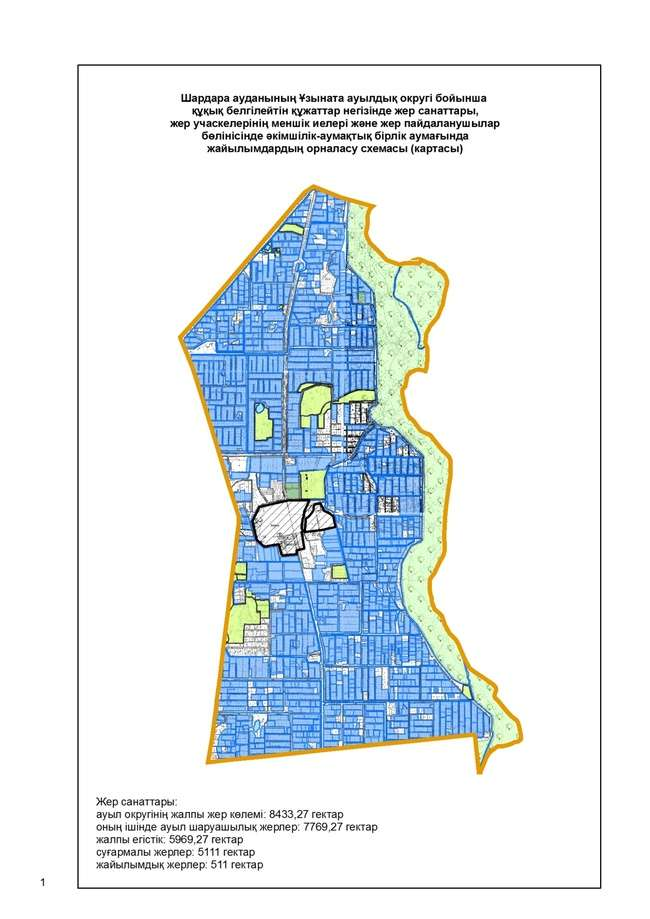 Шардара ауданының Ұзыната ауылдық округі бойынша
құқық белгілейтін құжаттар негізінде жер санаттары,
жер учаскелерінің меншік иелері және жер пайдаланушылар
бөлінісінде әкімшілік-аумақтық бірлік аумағында
жайылымдардың орналасу схемасы (картасы)
Жер санаттары:
ауыл округінің жалпы жер көлемі: 8433,27 гектар
оның ішінде ауыл шаруашылық жерлер: 7769,27 гектар
жалпы егістік: 5969,27 гектар
суғармалы жерлер: 5111 гектар
жайылымдық жерлер: 511 гектар
1